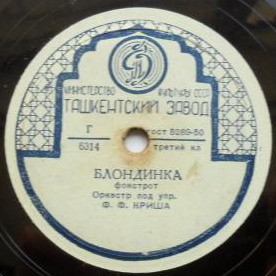 МИНИСТЕРСТВО КУЛЬТУРЫ СССР
ТАШКЕНТСКИЙ ЗАВОД
Г гост 5289-50
6314 третий кл
БЛОНДИНКА
фокстрот
Оркестр под упр.
Ф. Ф. КРИША